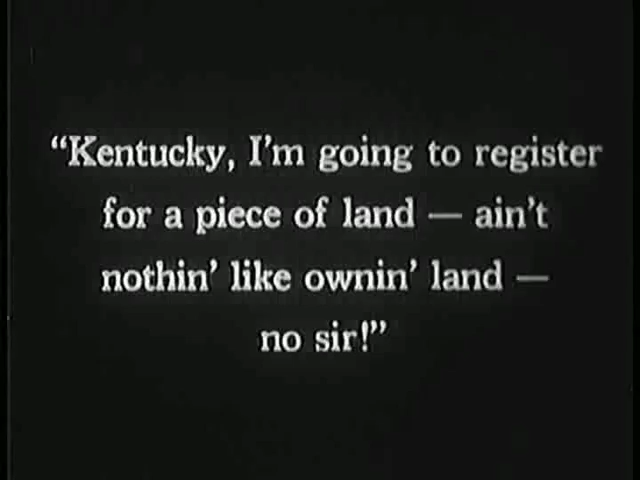 “Kentucky, I’m going to register
for a piece of land — ain’t
nothin’ like ownin’ land —
no sir!”